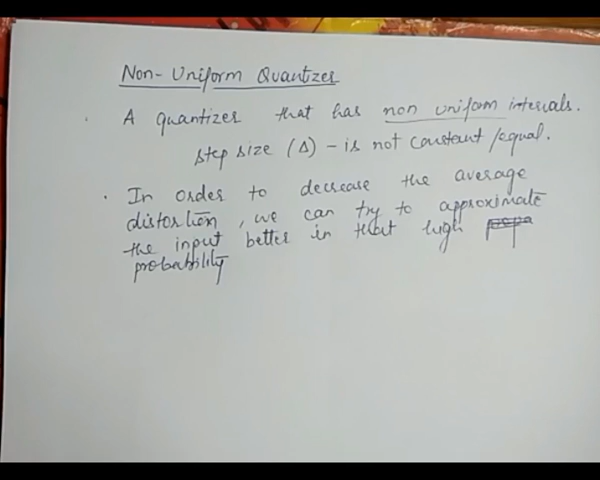 Non-Uniform Quantizer
. A quantizer that has non uniform intervals.
step size (Δ) - is not constant/equal.
. In order to decrease the average
distortion, we can try to approximate
the input better in that high
probability